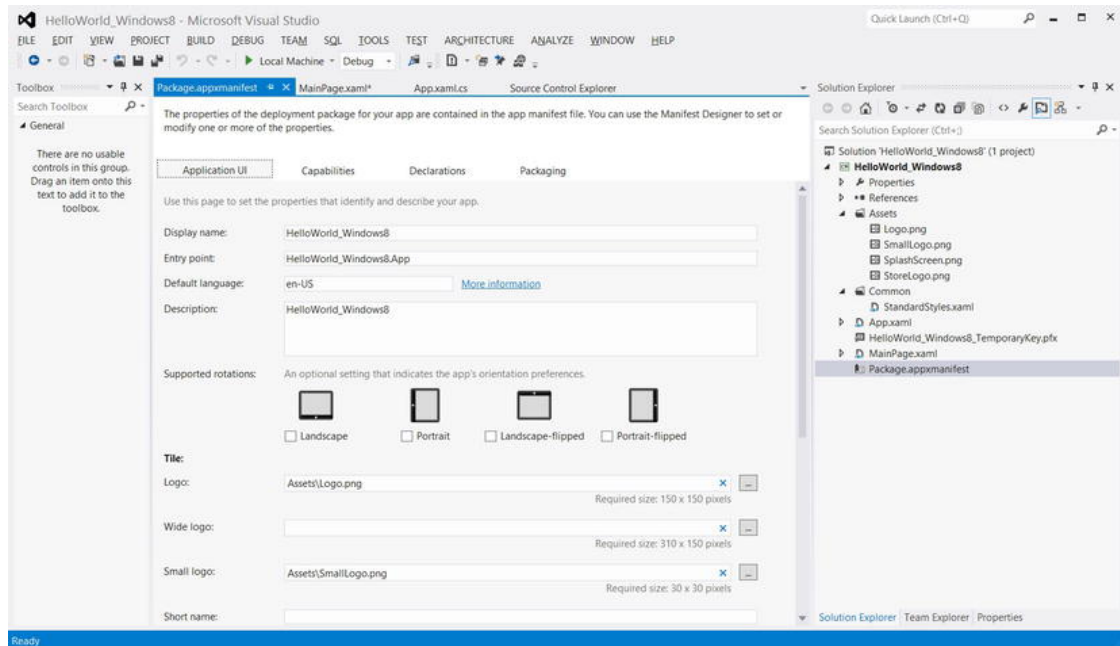 HelloWorld_Windows8 - Microsoft Visual Studio
Quick Launch (Ctrl+Q)
FILE EDIT VIEW PROJECT BUILD DEBUG TEAM SQL TOOLS TEST ARCHITECTURE ANALYZE WINDOW HELP
Local Machine Debug
Toolbox
Search Toolbox
General
There are no usable
controls in this group.
Drag an item onto this
text to add it to the
toolbox.
Package.appxmanifest MainPage.xaml* App.xaml.cs Source Control Explorer
The properties of the deployment package for your app are contained in the app manifest file. You can use the Manifest Designer to set or
modify one or more of the properties.
Application UI Capabilities Declarations Packaging
Use this page to set the properties that identify and describe your app.
Display name: HelloWorld_Windows8
Entry point: HelloWorld_Windows8.App
Default language: en-US More information
Description: HelloWorld_Windows8
Supported rotations: An optional setting that indicates the app's orientation preferences.
Landscape Portrait Landscape-flipped Portrait-flipped
Tile:
Logo: Assets\Logo.png
Required size: 150 x 150 pixels
Wide logo:
Required size: 310 x 150 pixels
Small logo: Assets\SmallLogo.png
Required size: 30 x 30 pixels
Short name:
Solution Explorer
Search Solution Explorer (Ctrl+;)
Solution 'HelloWorld_Windows8' (1 project)
HelloWorld_Windows8
Properties
References
Assets
Logo.png
SmallLogo.png
SplashScreen.png
StoreLogo.png
Common
StandardStyles.xaml
App.xaml
HelloWorld_Windows8_TemporaryKey.pfx
MainPage.xaml
Package.appxmanifest
Solution Explorer Team Explorer Properties
Ready